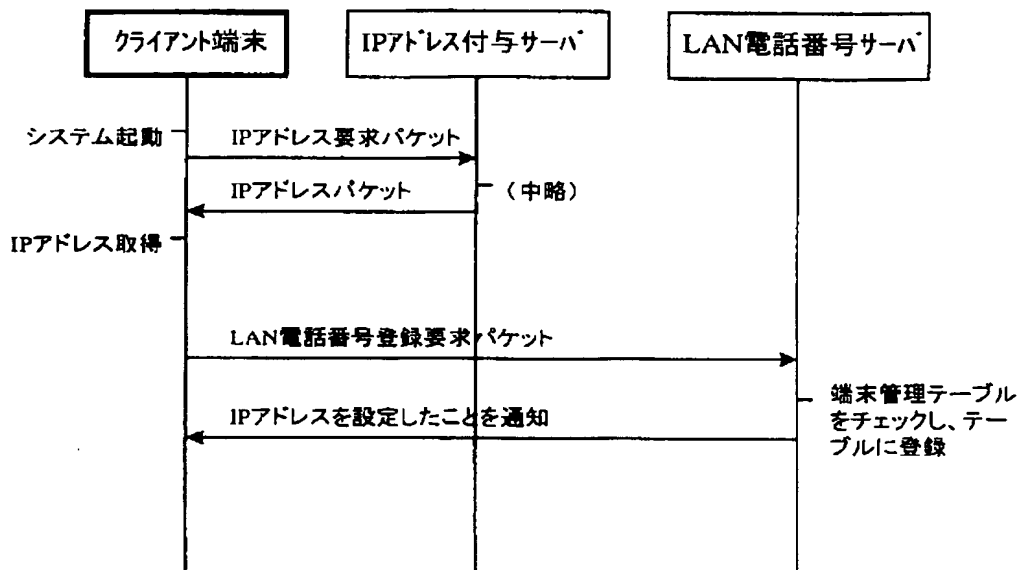 クライアント端末
IPアドレス付与サーバ
LAN電話番号サーバ
システム起動
IPアドレス要求パケット
IPアドレスパケット
（中略）
IPアドレス取得
LAN電話番号登録要求パケット
IPアドレスを設定したことを通知
端末管理テーブル
をチェックし、テー
ブルに登録